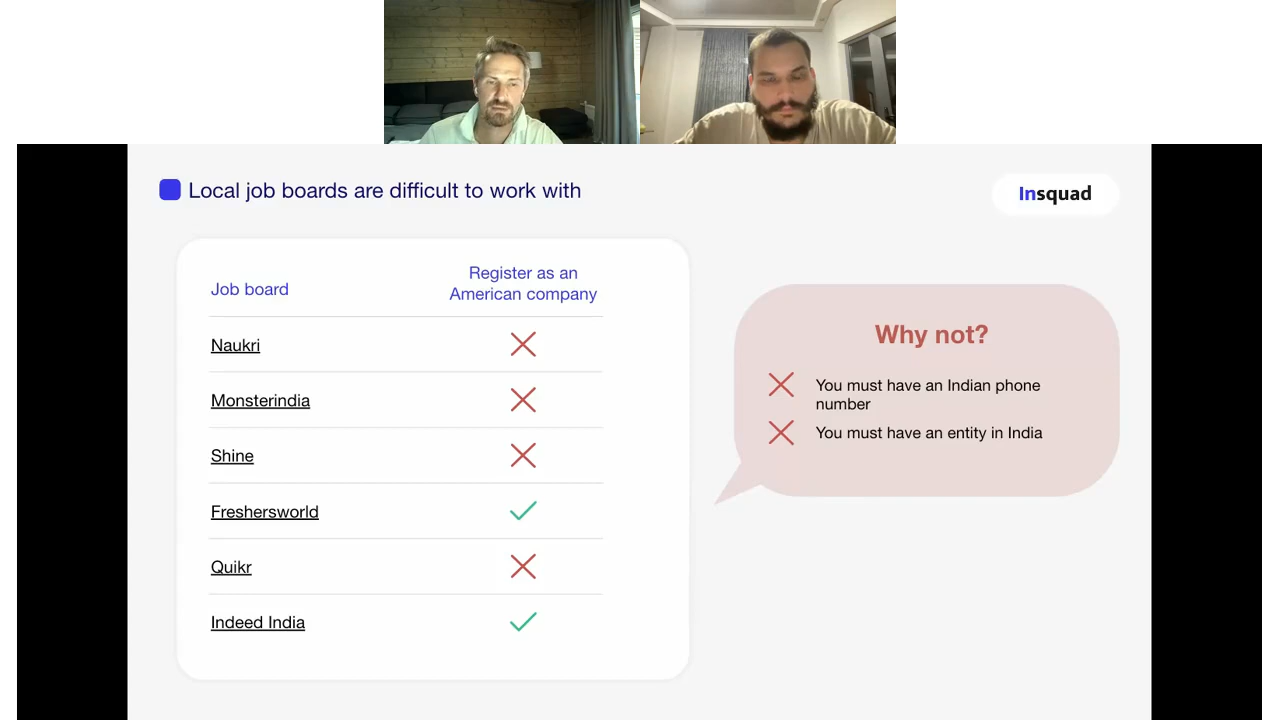 Local job boards are difficult to work with
Insquad
Job board
Register as an
American company
Naukri
Monsterindia
Shine
Freshersworld
Quikr
Indeed India
Why not?
You must have an Indian phone
number
You must have an entity in India